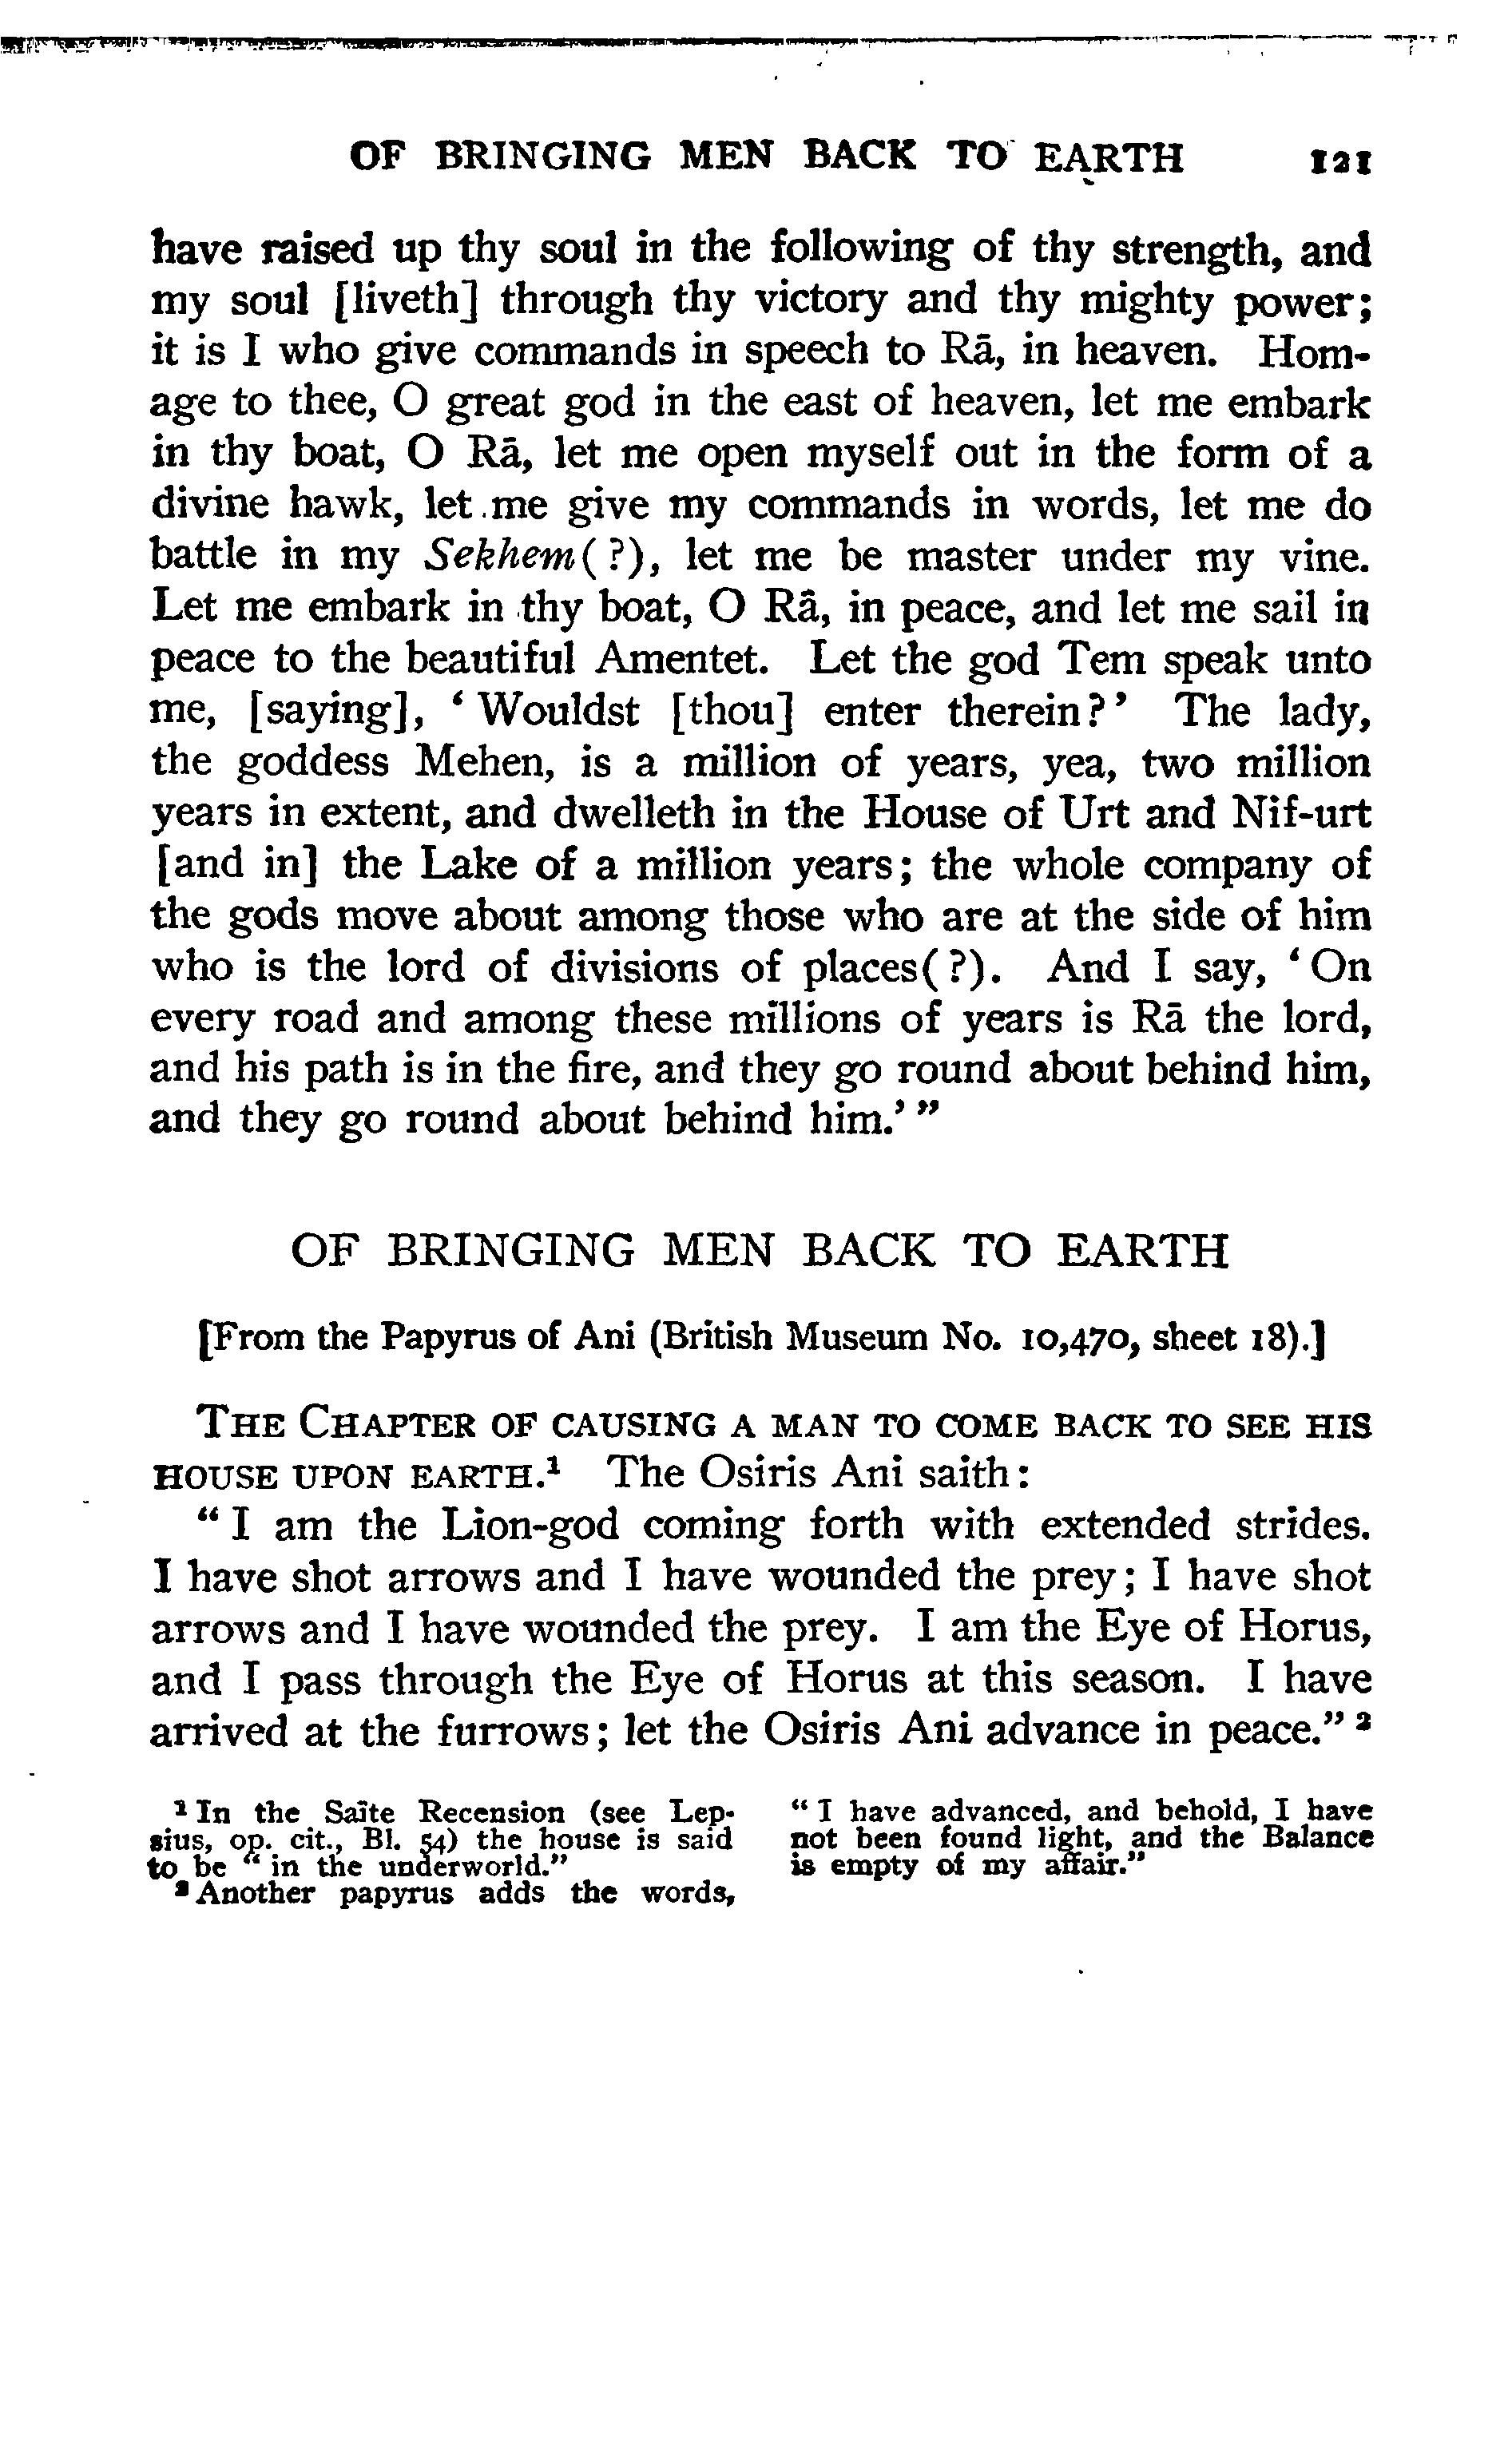 OF BRINGING MEN BACK TO EARTH 121
have raised up thy soul in the following of thy strength, and
my soul [liveth] through thy victory and thy mighty power;
it is I who give commands in speech to Rā, in heaven. Hom-
age to thee, O great god in the east of heaven, let me embark
in thy boat, O Rā, let me open myself out in the form of a
divine hawk, let me give my commands in words, let me do
battle in my Sekhem(?), let me be master under my vine.
Let me embark in thy boat, O Rā, in peace, and let me sail in
peace to the beautiful Amentet. Let the god Tem speak unto
me, [saying], ‘Wouldst [thou] enter therein?’ The lady,
the goddess Mehen, is a million of years, yea, two million
years in extent, and dwelleth in the House of Urt and Nif-urt
[and in] the Lake of a million years; the whole company of
the gods move about among those who are at the side of him
who is the lord of divisions of places(?). And I say, ‘On
every road and among these millions of years is Rā the lord,
and his path is in the fire, and they go round about behind him,
and they go round about behind him.’”
OF BRINGING MEN BACK TO EARTH
[From the Papyrus of Ani (British Museum No. 10,470, sheet 18).]
THE CHAPTER OF CAUSING A MAN TO COME BACK TO SEE HIS
HOUSE UPON EARTH.¹ The Osiris Ani saith:
“I am the Lion-god coming forth with extended strides.
I have shot arrows and I have wounded the prey; I have shot
arrows and I have wounded the prey. I am the Eye of Horus,
and I pass through the Eye of Horus at this season. I have
arrived at the furrows; let the Osiris Ani advance in peace.”²
¹ In the Saïte Recension (see Lep-
sius, op. cit., Bl. 54) the house is said
to be “in the underworld.”
² Another papyrus adds the words,
“I have advanced, and behold, I have
not been found light, and the Balance
is empty of my affair.”